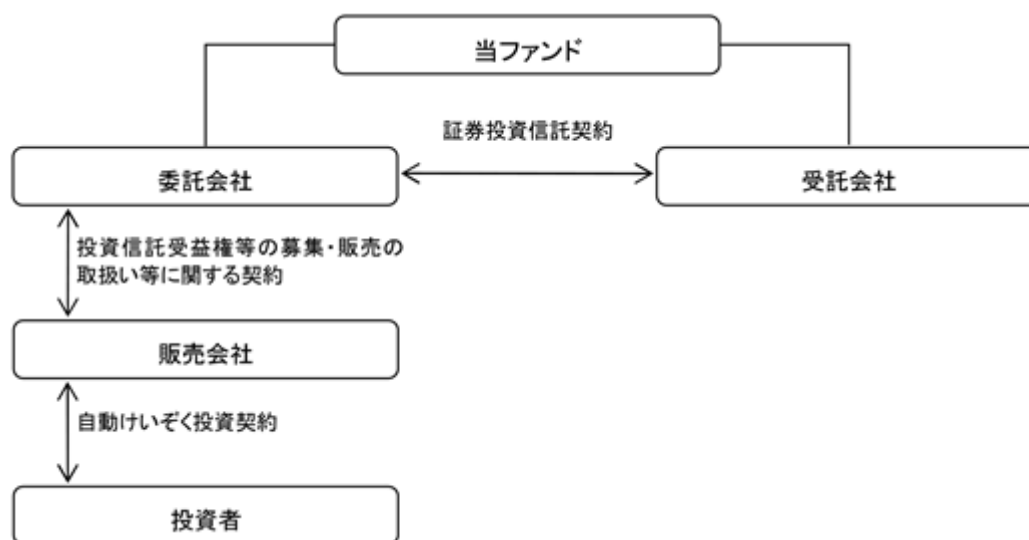 当ファンド
証券投資信託契約
委託会社
受託会社
投資信託受益権等の募集・販売の
取扱い等に関する契約
販売会社
自動けいぞく投資契約
投資者